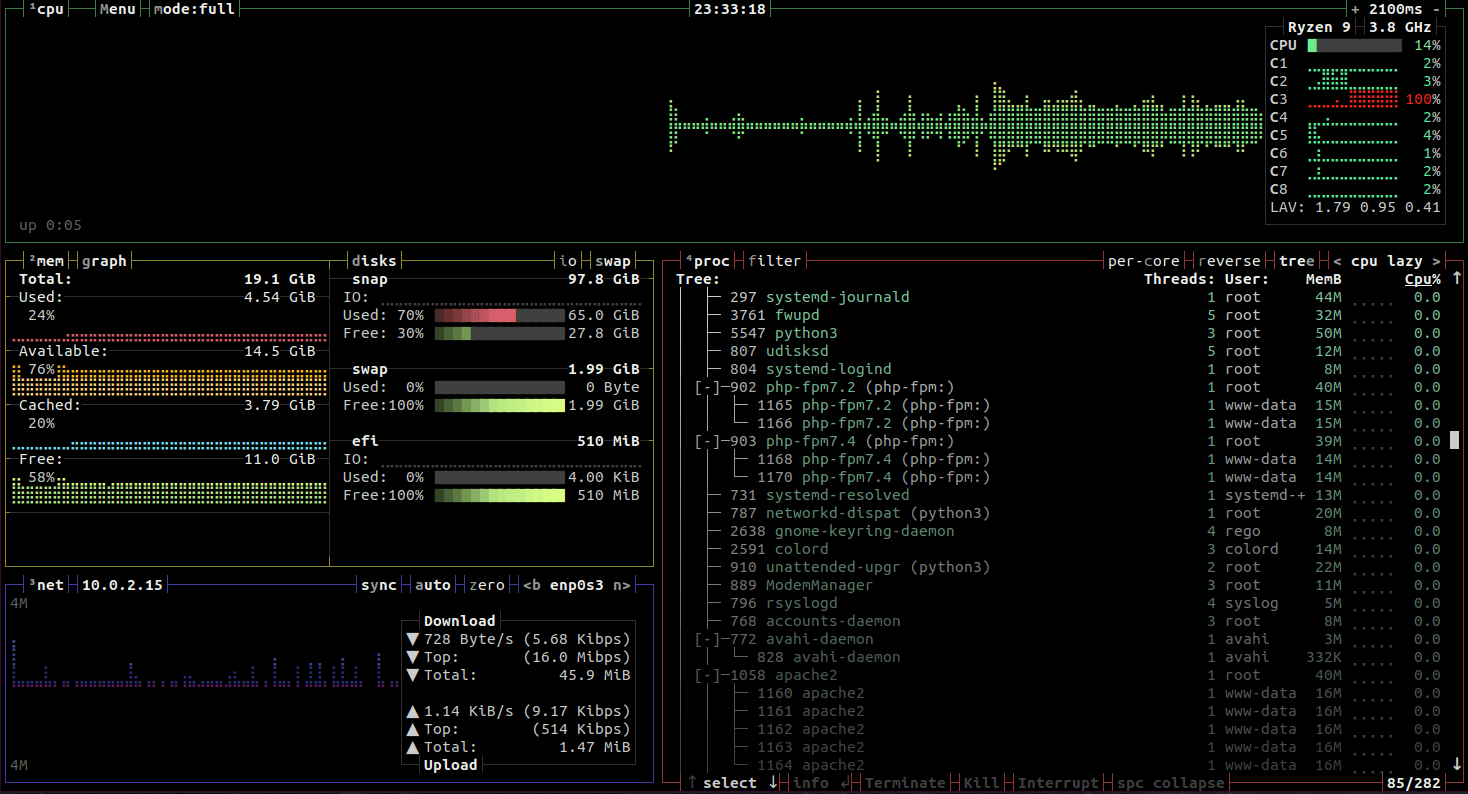 ¹cpu Menu mode:full 23:33:18 + 2100ms -
Ryzen 9 3.8 GHz
CPU 14%
C1 2%
C2 3%
C3 100%
C4 2%
C5 4%
C6 1%
C7 2%
C8 2%
LAV: 1.79 0.95 0.41
up 0:05
²mem graph
Total: 19.1 GiB
Used: 4.54 GiB
24%
Available: 14.5 GiB
76%
Cached: 3.79 GiB
20%
Free: 11.0 GiB
58%
disks io swap
snap 97.8 GiB
IO:
Used: 70% 65.0 GiB
Free: 30% 27.8 GiB
swap 1.99 GiB
Used: 0% 0 Byte
Free:100% 1.99 GiB
efi 510 MiB
IO:
Used: 0% 4.00 KiB
Free:100% 510 MiB
³net 10.0.2.15 sync auto zero <b enp0s3 n>
4M
Download
▼ 728 Byte/s (5.68 Kibps)
▼ Top: (16.0 Mibps)
▼ Total: 45.9 MiB
▲ 1.14 KiB/s (9.17 Kibps)
▲ Top: (514 Kibps)
▲ Total: 1.47 MiB
Upload
4M
⁴proc filter per-core reverse tree < cpu lazy >
Tree: Threads: User: MemB Cpu% ↑
297 systemd-journald 1 root 44M 0.0
3761 fwupd 5 root 32M 0.0
5547 python3 3 root 50M 0.0
807 udisksd 5 root 12M 0.0
804 systemd-logind 1 root 8M 0.0
[-]─902 php-fpm7.2 (php-fpm:) 1 root 40M 0.0
1165 php-fpm7.2 (php-fpm:) 1 www-data 15M 0.0
1166 php-fpm7.2 (php-fpm:) 1 www-data 15M 0.0
[-]─903 php-fpm7.4 (php-fpm:) 1 root 39M 0.0
1168 php-fpm7.4 (php-fpm:) 1 www-data 14M 0.0
1170 php-fpm7.4 (php-fpm:) 1 www-data 14M 0.0
731 systemd-resolved 1 systemd-+ 13M 0.0
787 networkd-dispat (python3) 1 root 20M 0.0
2638 gnome-keyring-daemon 4 rego 8M 0.0
2591 colord 3 colord 14M 0.0
910 unattended-upgr (python3) 2 root 22M 0.0
889 ModemManager 3 root 11M 0.0
796 rsyslogd 4 syslog 5M 0.0
768 accounts-daemon 3 root 8M 0.0
[-]─772 avahi-daemon 1 avahi 3M 0.0
828 avahi-daemon 1 avahi 332K 0.0
[-]─1058 apache2 1 root 40M 0.0
1160 apache2 1 www-data 16M 0.0
1161 apache2 1 www-data 16M 0.0
1162 apache2 1 www-data 16M 0.0
1163 apache2 1 www-data 16M 0.0
1164 apache2 1 www-data 16M 0.0 ↓
↑ select ↓ info ↲ Terminate Kill Interrupt spc collapse 85/282